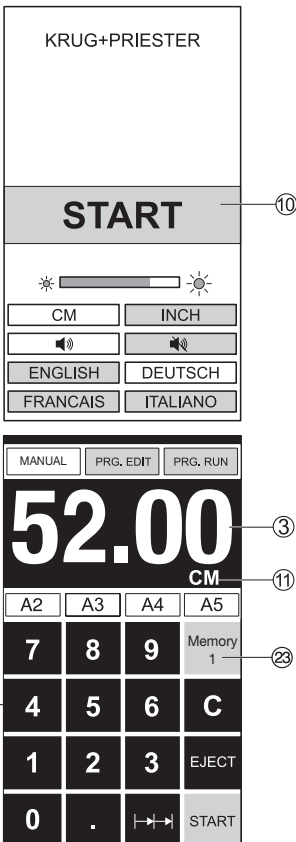 KRUG+PRIESTER
START ⑩
CM INCH
ENGLISH DEUTSCH
FRANCAIS ITALIANO
MANUAL PRG. EDIT PRG. RUN
52.00 ③
CM ⑪
A2 A3 A4 A5
7 8 9 Memory 1 ㉓
4 5 6 C
1 2 3 EJECT
0 . START